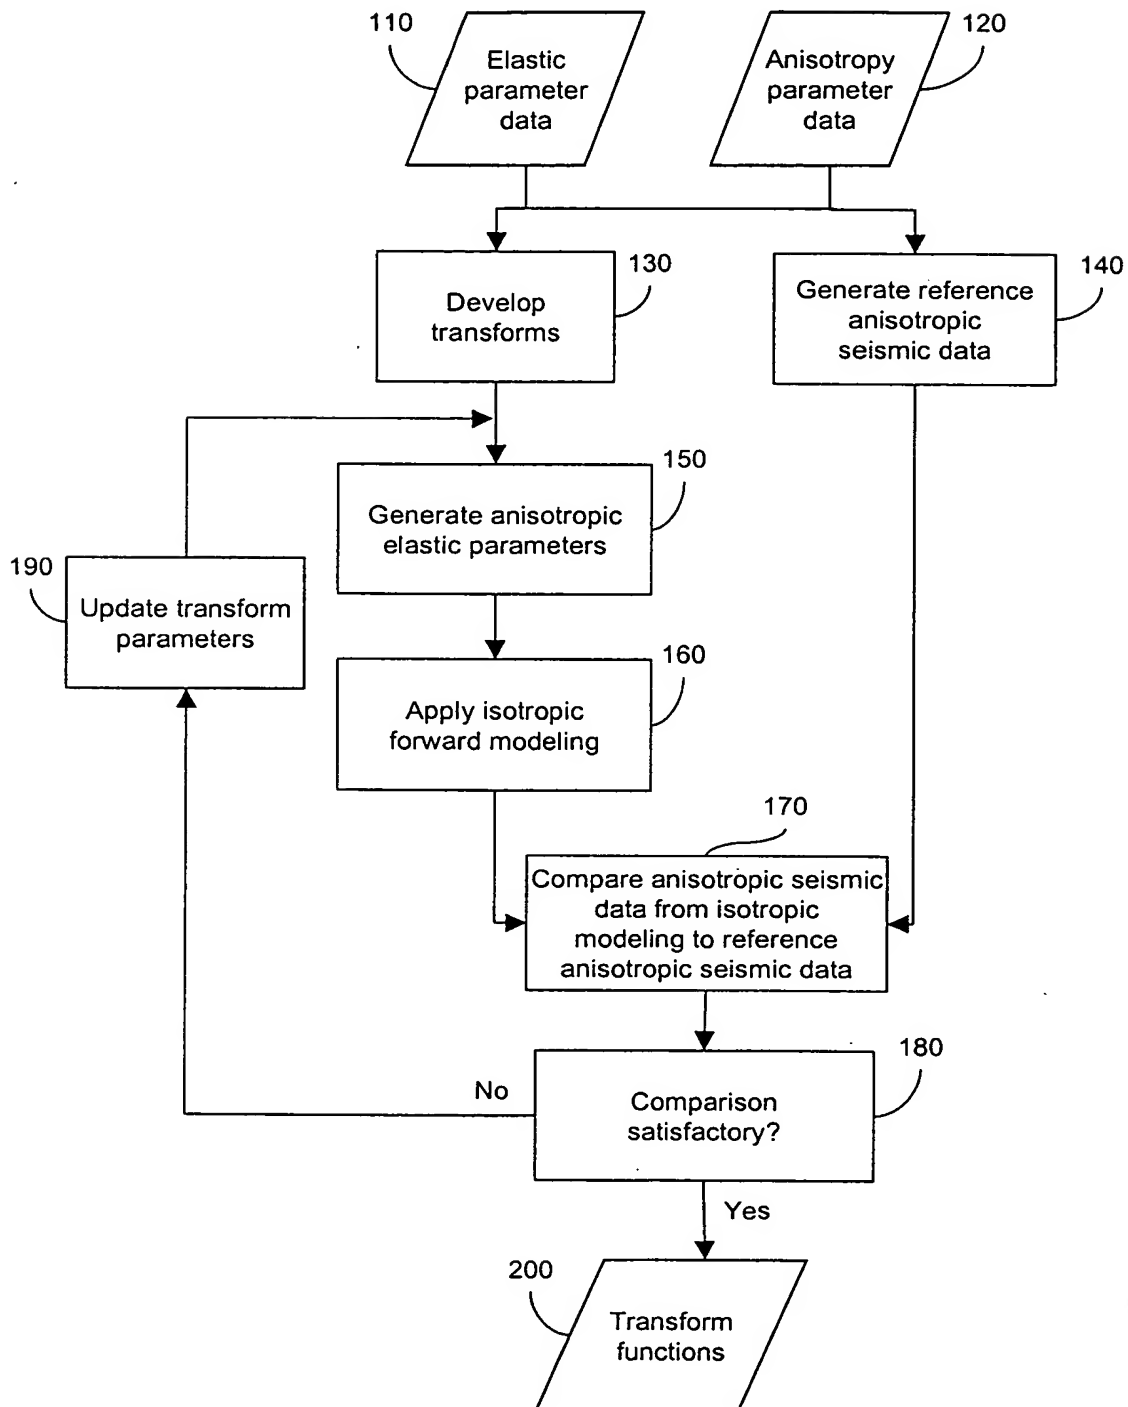 110
Elastic
parameter
data
Anisotropy
parameter
data
120
130
Develop
transforms
Generate reference
anisotropic
seismic data
140
150
Generate anisotropic
elastic parameters
190
Update transform
parameters
160
Apply isotropic
forward modeling
170
Compare anisotropic seismic
data from isotropic
modeling to reference
anisotropic seismic data
180
No
Comparison
satisfactory?
Yes
200
Transform
functions